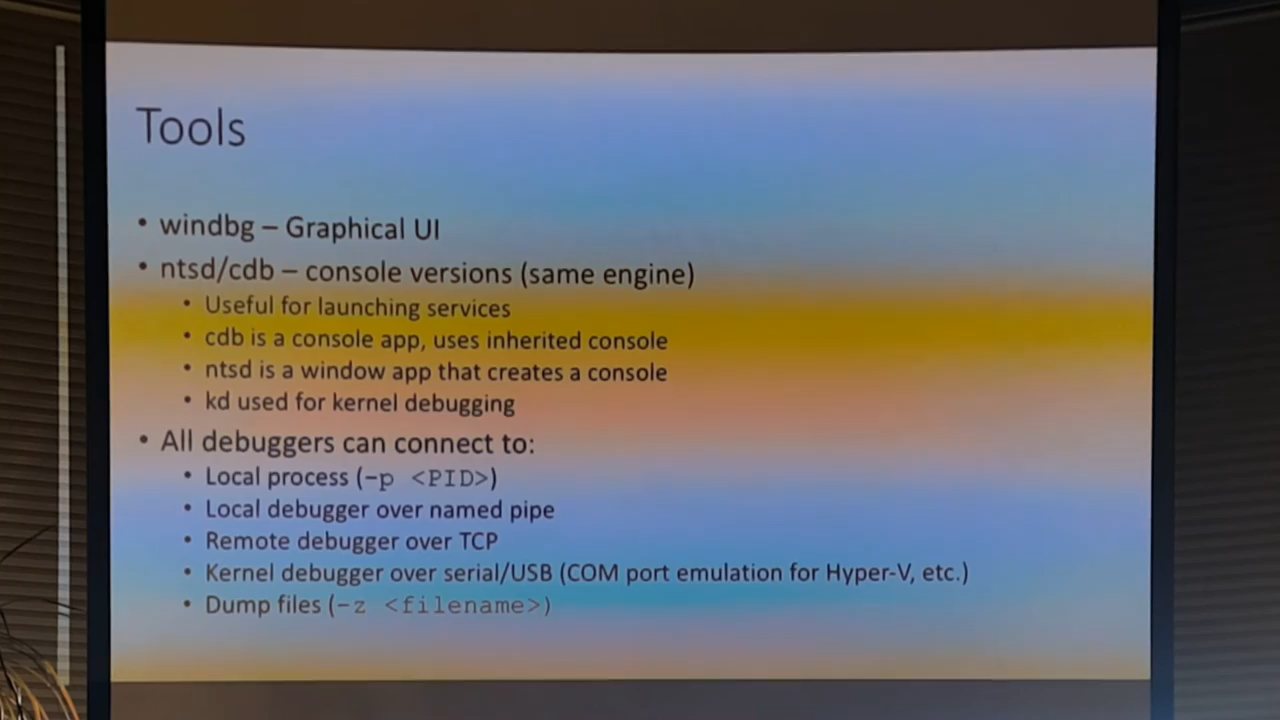 Tools
• windbg – Graphical UI
• ntsd/cdb – console versions (same engine)
• Useful for launching services
• cdb is a console app, uses inherited console
• ntsd is a window app that creates a console
• kd used for kernel debugging
• All debuggers can connect to:
• Local process (-p <PID>)
• Local debugger over named pipe
• Remote debugger over TCP
• Kernel debugger over serial/USB (COM port emulation for Hyper-V, etc.)
• Dump files (-z <filename>)